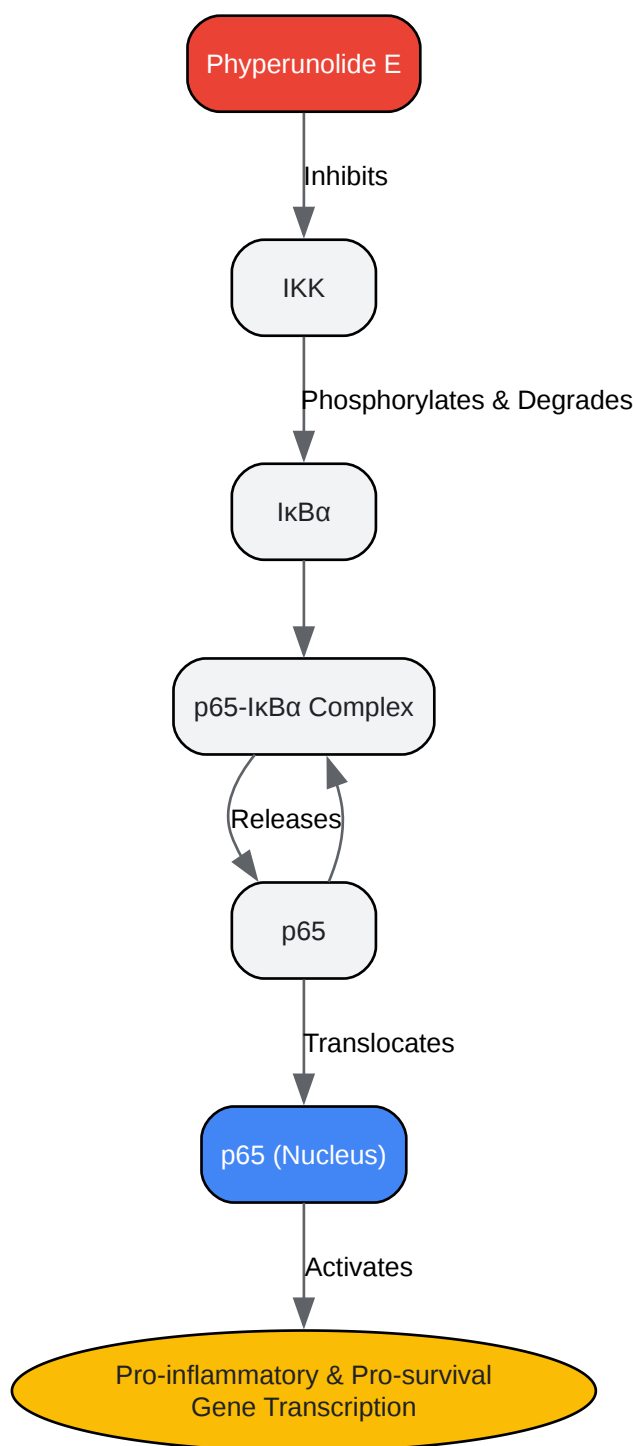 Phyperunolide E
Inhibits
IKK
Phosphorylates & Degrades
IκBα
p65-IκBα Complex
Releases
p65
Translocates
p65 (Nucleus)
Activates
Pro-inflammatory & Pro-survival
Gene Transcription